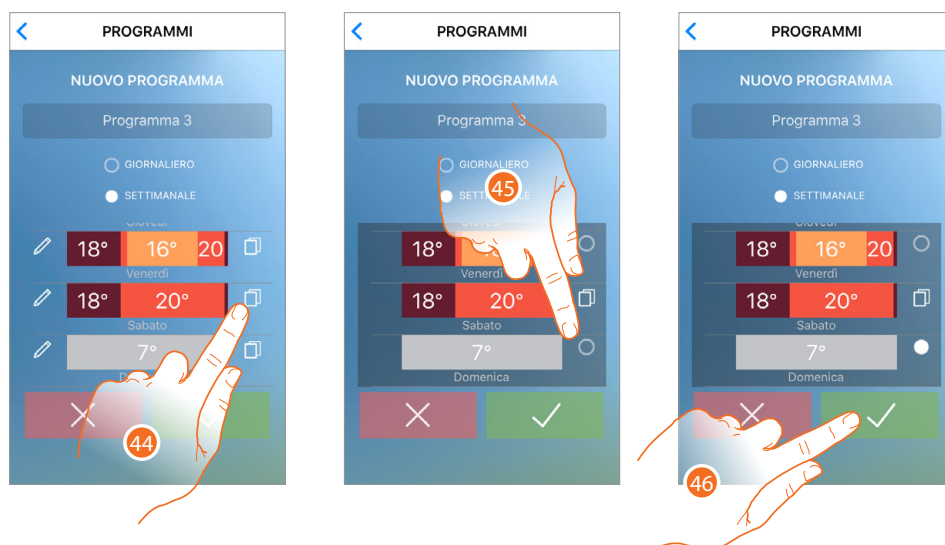 PROGRAMMI
NUOVO PROGRAMMA
Programma 3
GIORNALIERO
SETTIMANALE
18° 16° 20
Venerdì
18° 20°
Sabato
7°
44
PROGRAMMI
NUOVO PROGRAMMA
Programma 3
GIORNALIERO
45
18°
Venerdì
18° 20°
Sabato
7°
Domenica
PROGRAMMI
NUOVO PROGRAMMA
Programma 3
GIORNALIERO
SETTIMANALE
18° 16° 20
Venerdì
18° 20°
Sabato
7°
Domenica
46